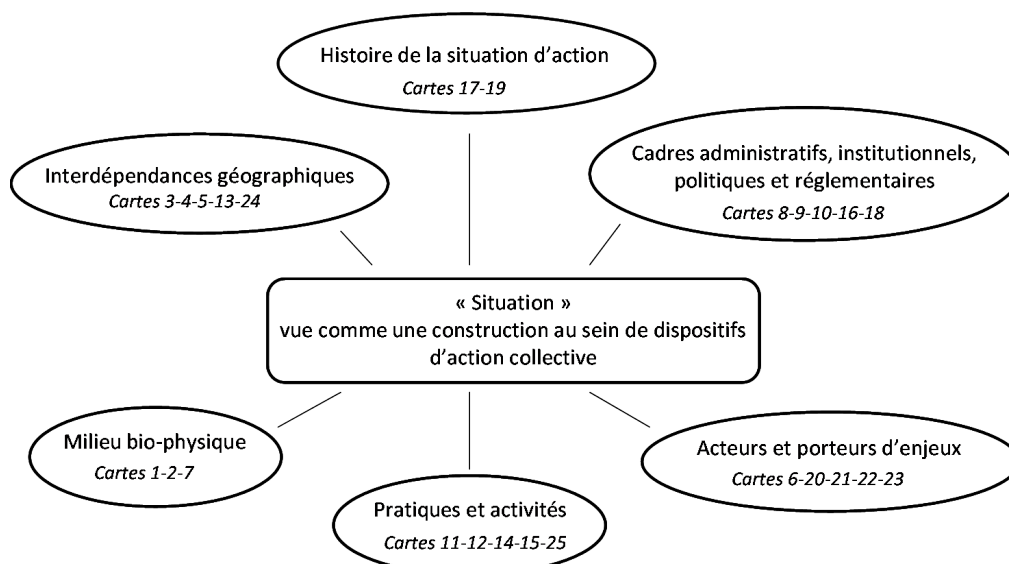 Histoire de la situation d’action
Cartes 17-19
Interdépendances géographiques
Cartes 3-4-5-13-24
Cadres administratifs, institutionnels,
politiques et réglementaires
Cartes 8-9-10-16-18
« Situation »
vue comme une construction au sein de dispositifs
d’action collective
Milieu bio-physique
Cartes 1-2-7
Pratiques et activités
Cartes 11-12-14-15-25
Acteurs et porteurs d’enjeux
Cartes 6-20-21-22-23